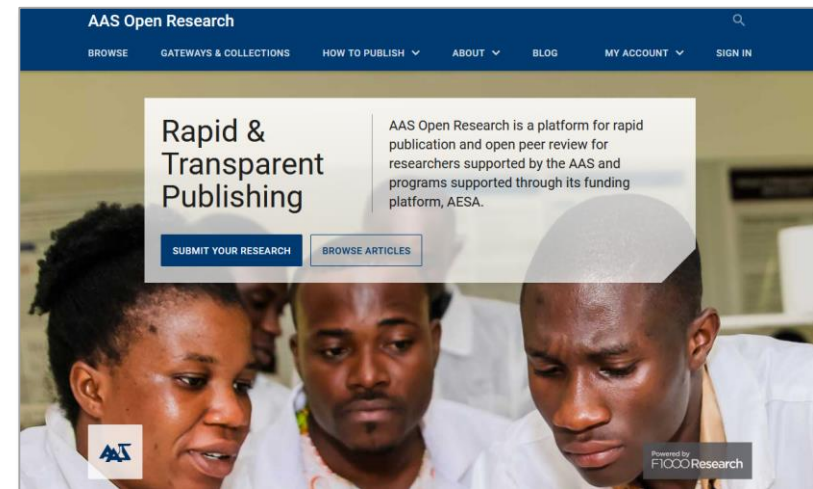 AAS Open Research
BROWSE GATEWAYS & COLLECTIONS HOW TO PUBLISH ABOUT BLOG MY ACCOUNT SIGN IN
Rapid &
Transparent
Publishing
AAS Open Research is a platform for rapid
publication and open peer review for
researchers supported by the AAS and
programs supported through its funding
platform, AESA.
SUBMIT YOUR RESEARCH BROWSE ARTICLES
AAS
Powered by
F1000Research